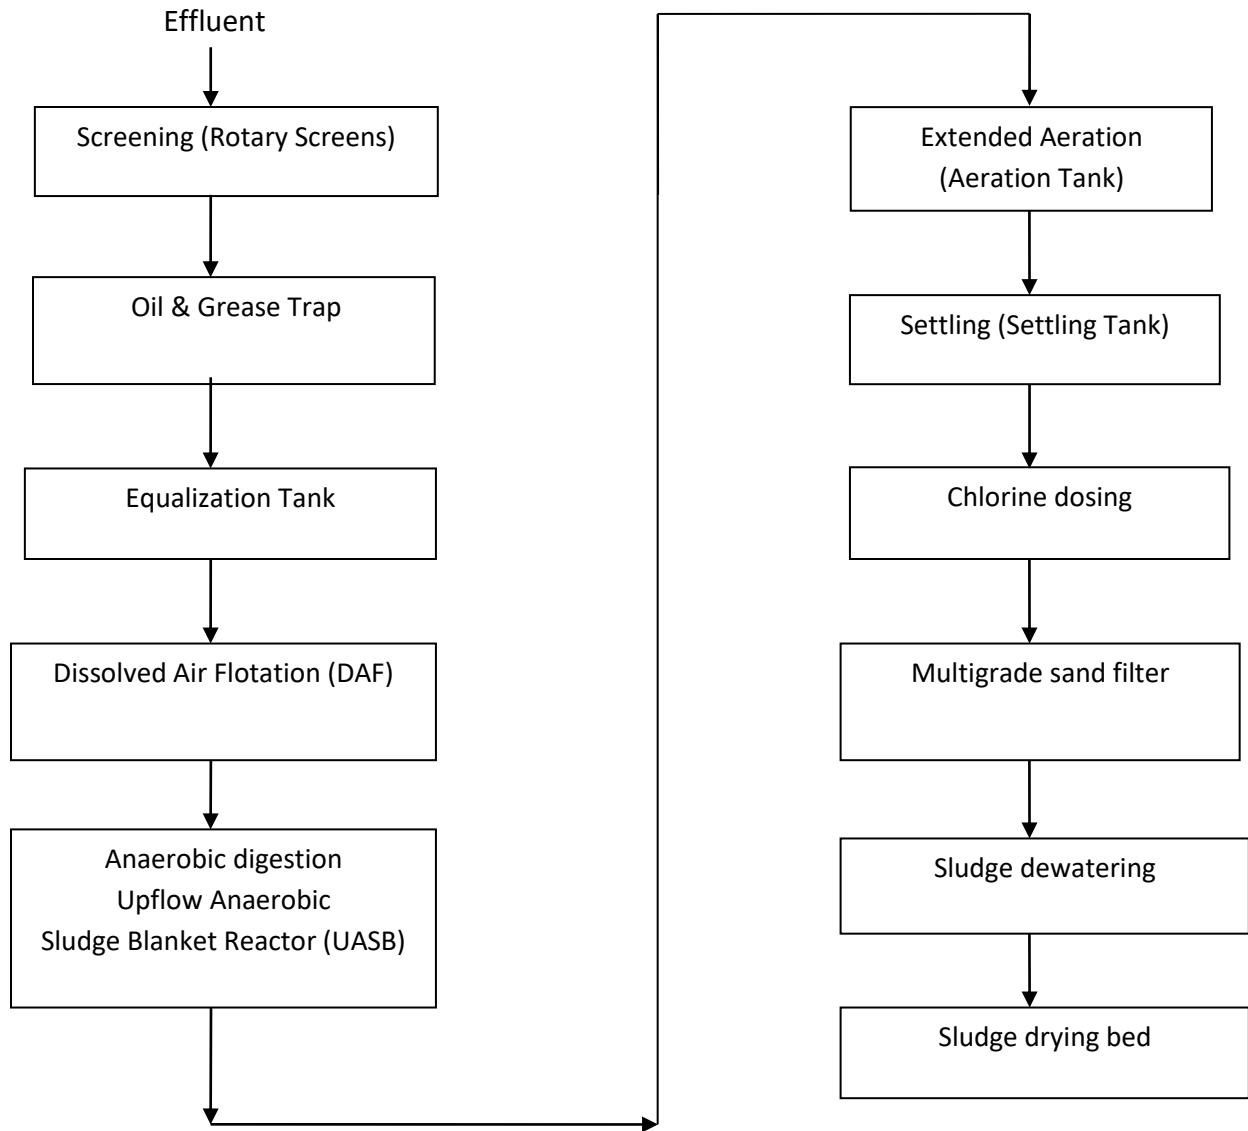 Effluent
Screening (Rotary Screens)
Oil & Grease Trap
Equalization Tank
Dissolved Air Flotation (DAF)
Anaerobic digestion
Upflow Anaerobic
Sludge Blanket Reactor (UASB)
Extended Aeration
(Aeration Tank)
Settling (Settling Tank)
Chlorine dosing
Multigrade sand filter
Sludge dewatering
Sludge drying bed